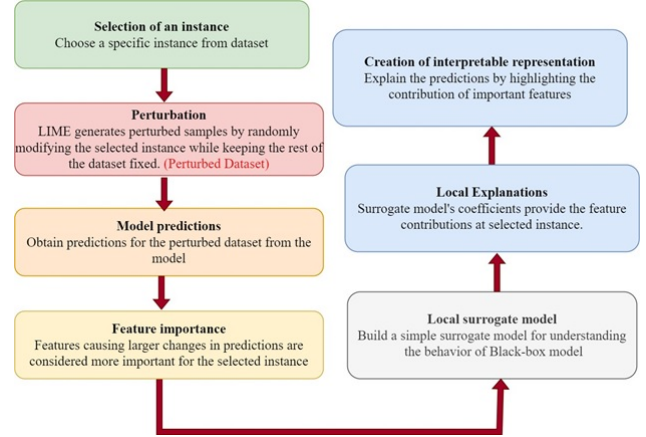 Selection of an instance
Choose a specific instance from dataset
Perturbation
LIME generates perturbed samples by randomly
modifying the selected instance while keeping the rest of
the dataset fixed. (Perturbed Dataset)
Model predictions
Obtain predictions for the perturbed dataset from the
model
Feature importance
Features causing larger changes in predictions are
considered more important for the selected instance
Local surrogate model
Build a simple surrogate model for understanding
the behavior of Black-box model
Local Explanations
Surrogate model's coefficients provide the feature
contributions at selected instance.
Creation of interpretable representation
Explain the predictions by highlighting the
contribution of important features